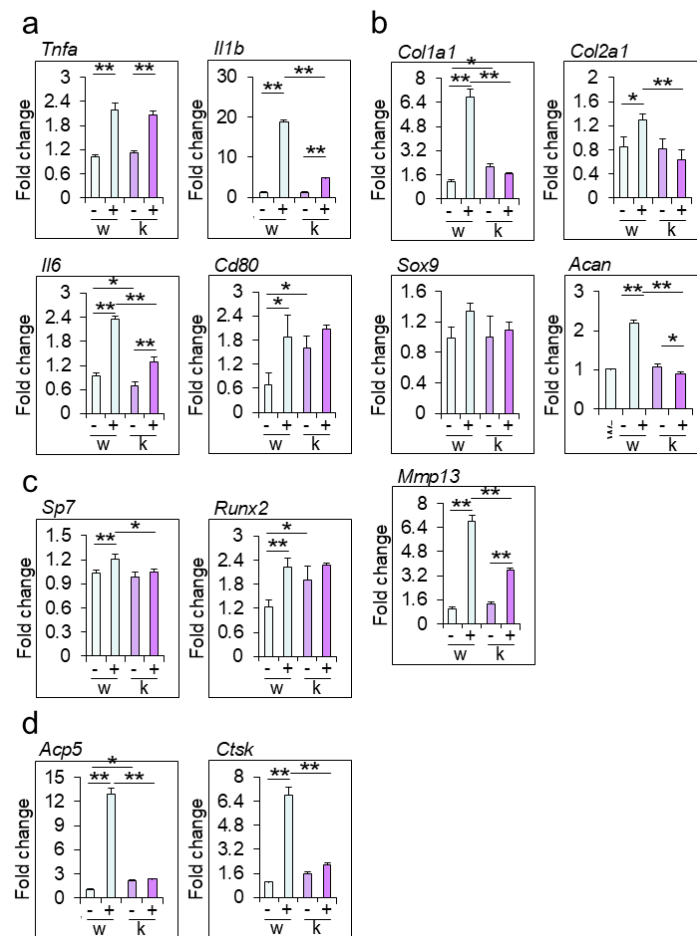 a
Tnfa
**
**
Fold change
3
2.4
1.8
1.2
0.6
0
- + - +
w k
Il1b
**
**
**
Fold change
30
20
10
0
- + - +
w k
Il6
*
**
**
**
Fold change
3
2.4
1.8
1.2
0.6
0
- + - +
w k
Cd80
*
*
Fold change
3
2.4
1.8
1.2
0.6
0
- + - +
w k
b
Col1a1
*
**
**
Fold change
8
6.4
4.8
3.2
1.6
0
- + - +
w k
Col2a1
**
*
Fold change
2
1.6
1.2
0.8
0.4
0
- + - +
w k
Sox9
Fold change
1.6
1.2
0.8
0.4
0
- + - +
w k
Acan
**
**
*
Fold change
3
2
1
0
- + - +
w k
Mmp13
**
**
**
Fold change
8
6.4
4.8
3.2
1.6
0
- + - +
w k
c
Sp7
**
*
Fold change
1.5
1.2
0.9
0.6
0.3
0
- + - +
w k
Runx2
*
**
Fold change
3
2.4
1.8
1.2
0.6
0
- + - +
w k
d
Acp5
*
**
**
Fold change
15
12
9
6
3
0
- + - +
w k
Ctsk
**
**
Fold change
8
6.4
4.8
3.2
1.6
0
- + - +
w k